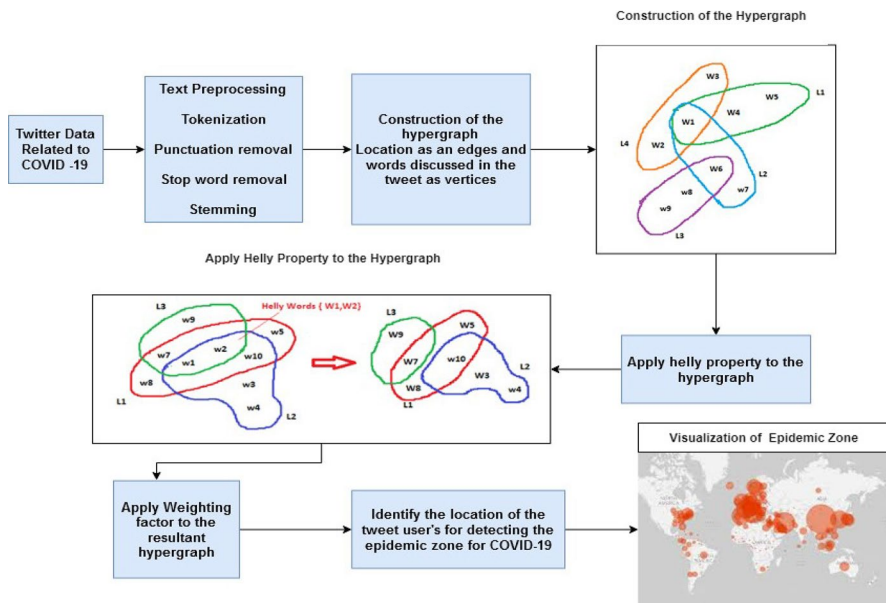 Construction of the Hypergraph
Twitter Data
Related to
COVID -19
Text Preprocessing
Tokenization
Punctuation removal
Stop word removal
Stemming
Construction of the
hypergraph
Location as an edges and
words discussed in the
tweet as vertices
W3
W5
L1
W4
W1
L4
W2
W6
L2
w8
w7
w9
L3
Apply Helly Property to the Hypergraph
L3
Helly Words { W1,W2}
w9
w5
w2
w7
w1
w10
w8
w3
L1
w4
L2
L3
W5
W9
w10
L2
W7
W3
W8
w4
L1
Apply helly property to the
hypergraph
Visualization of Epidemic Zone
Apply Weighting
factor to the
resultant
hypergraph
Identify the location of the
tweet user's for detecting the
epidemic zone for COVID-19